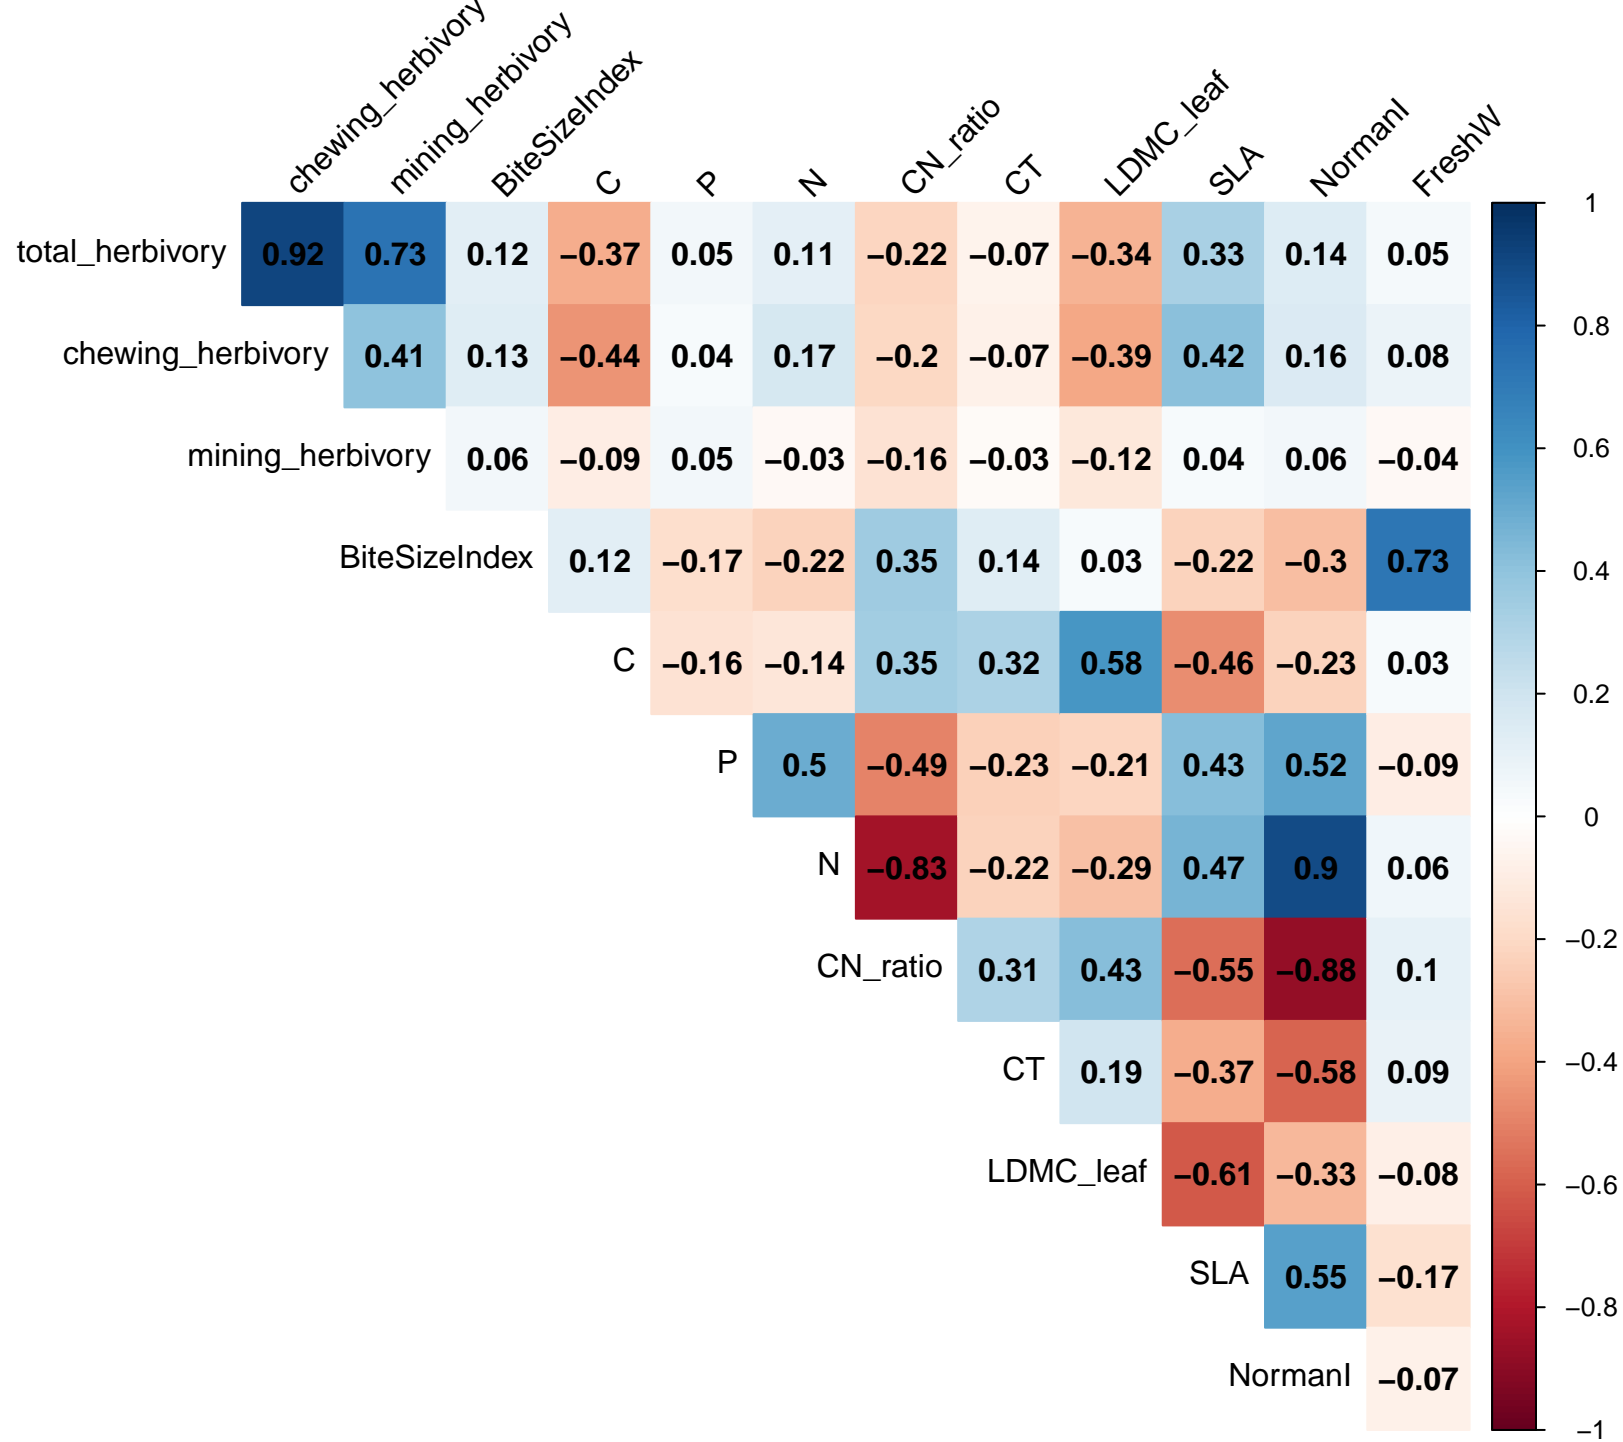 chewing_herbivory
mining_herbivory
BiteSizeIndex
C
P
N
CN_ratio
CT
LDMC_leaf
SLA
NormanI
FreshW
total_herbivory 0.92 0.73 0.12 −0.37 0.05 0.11 −0.22 −0.07 −0.34 0.33 0.14 0.05
chewing_herbivory 0.41 0.13 −0.44 0.04 0.17 −0.2 −0.07 −0.39 0.42 0.16 0.08
mining_herbivory 0.06 −0.09 0.05 −0.03 −0.16 −0.03 −0.12 0.04 0.06 −0.04
BiteSizeIndex 0.12 −0.17 −0.22 0.35 0.14 0.03 −0.22 −0.3 0.73
C −0.16 −0.14 0.35 0.32 0.58 −0.46 −0.23 0.03
P 0.5 −0.49 −0.23 −0.21 0.43 0.52 −0.09
N −0.83 −0.22 −0.29 0.47 0.9 0.06
CN_ratio 0.31 0.43 −0.55 −0.88 0.1
CT 0.19 −0.37 −0.58 0.09
LDMC_leaf −0.61 −0.33 −0.08
SLA 0.55 −0.17
NormanI −0.07
1
0.8
0.6
0.4
0.2
0
−0.2
−0.4
−0.6
−0.8
−1